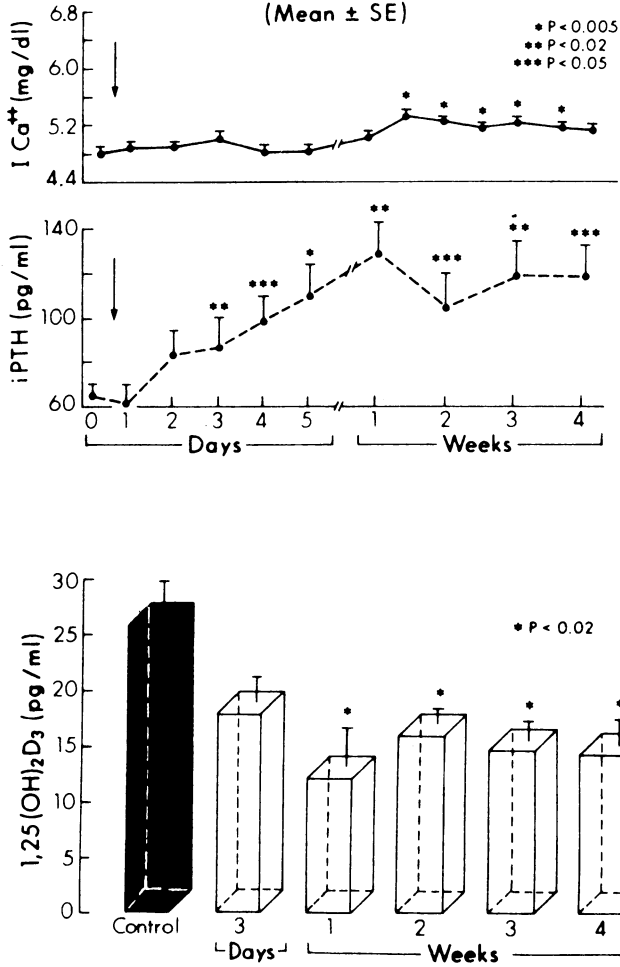 (Mean ± SE)
* P < 0.005
** P < 0.02
*** P < 0.05
I Ca⁺⁺ (mg/dl)
6.8
6.0
5.2
4.4
* * * * *
iPTH (pg/ml)
140
100
60
** *** * ** *** ** ***
0 1 2 3 4 5 1 2 3 4
Days Weeks
1,25(OH)₂D₃ (pg/ml)
30
25
20
15
10
5
0
* P < 0.02
* * * *
Control 3 1 2 3 4
Days Weeks